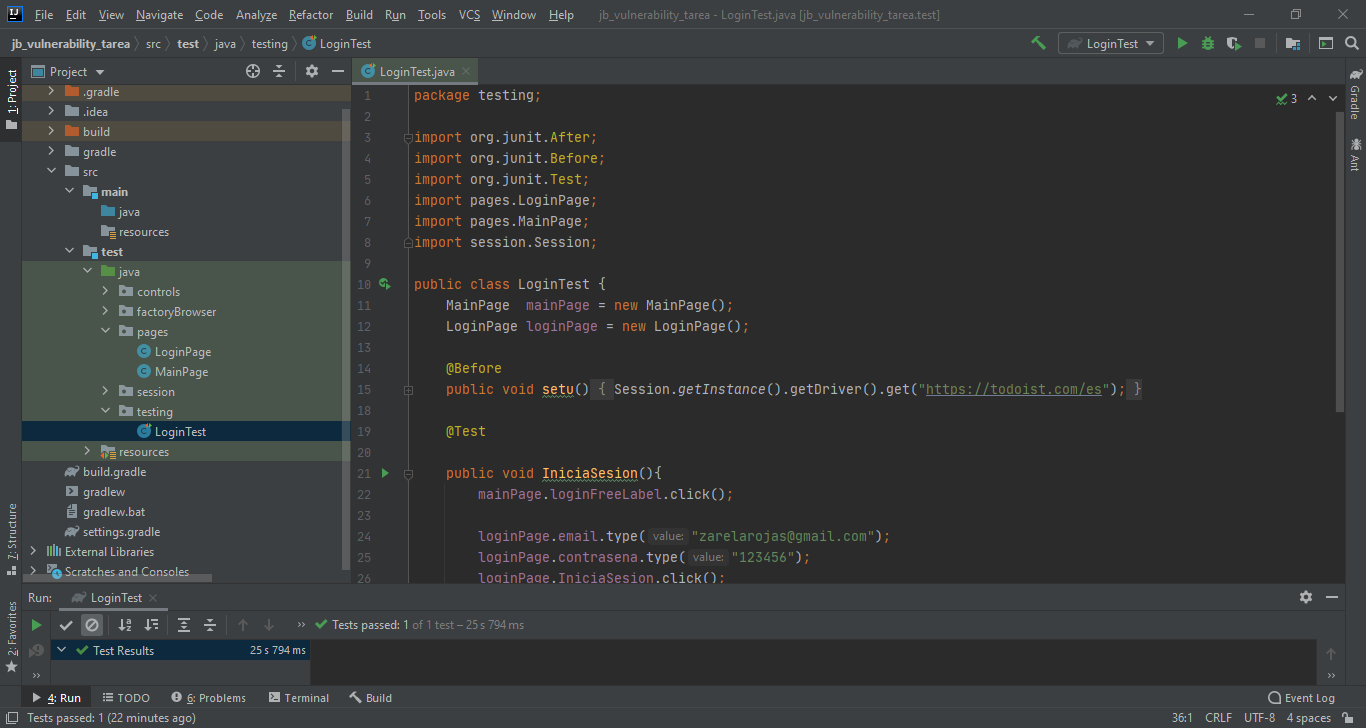 File Edit View Navigate Code Analyze Refactor Build Run Tools VCS Window Help jb_vulnerability_tarea - LoginTest.java [jb_vulnerability_tarea.test]
jb_vulnerability_tarea src test java testing LoginTest LoginTest
1: Project
Project
.gradle
.idea
build
gradle
src
main
java
resources
test
java
controls
factoryBrowser
pages
LoginPage
MainPage
session
testing
LoginTest
resources
build.gradle
gradlew
gradlew.bat
settings.gradle
External Libraries
Scratches and Consoles
7: Structure
2: Favorites
LoginTest.java
3
1 package testing;
2
3 import org.junit.After;
4 import org.junit.Before;
5 import org.junit.Test;
6 import pages.LoginPage;
7 import pages.MainPage;
8 import session.Session;
9
10 public class LoginTest {
11 MainPage  mainPage = new MainPage();
12 LoginPage loginPage = new LoginPage();
13
14 @Before
15 public void setu() { Session.getInstance().getDriver().get("https://todoist.com/es"); }
18
19 @Test
20
21 public void IniciaSesion(){
22 mainPage.loginFreeLabel.click();
23
24 loginPage.email.type( value: "zarelarojas@gmail.com");
25 loginPage.contrasena.type( value: "123456");
26 loginPage.IniciaSesion.click();
Gradle
Ant
Run: LoginTest
» Tests passed: 1 of 1 test – 25 s 794 ms
Test Results 25 s 794 ms
» »
4: Run TODO 6: Problems Terminal Build Event Log
Tests passed: 1 (22 minutes ago) 36:1 CRLF UTF-8 4 spaces